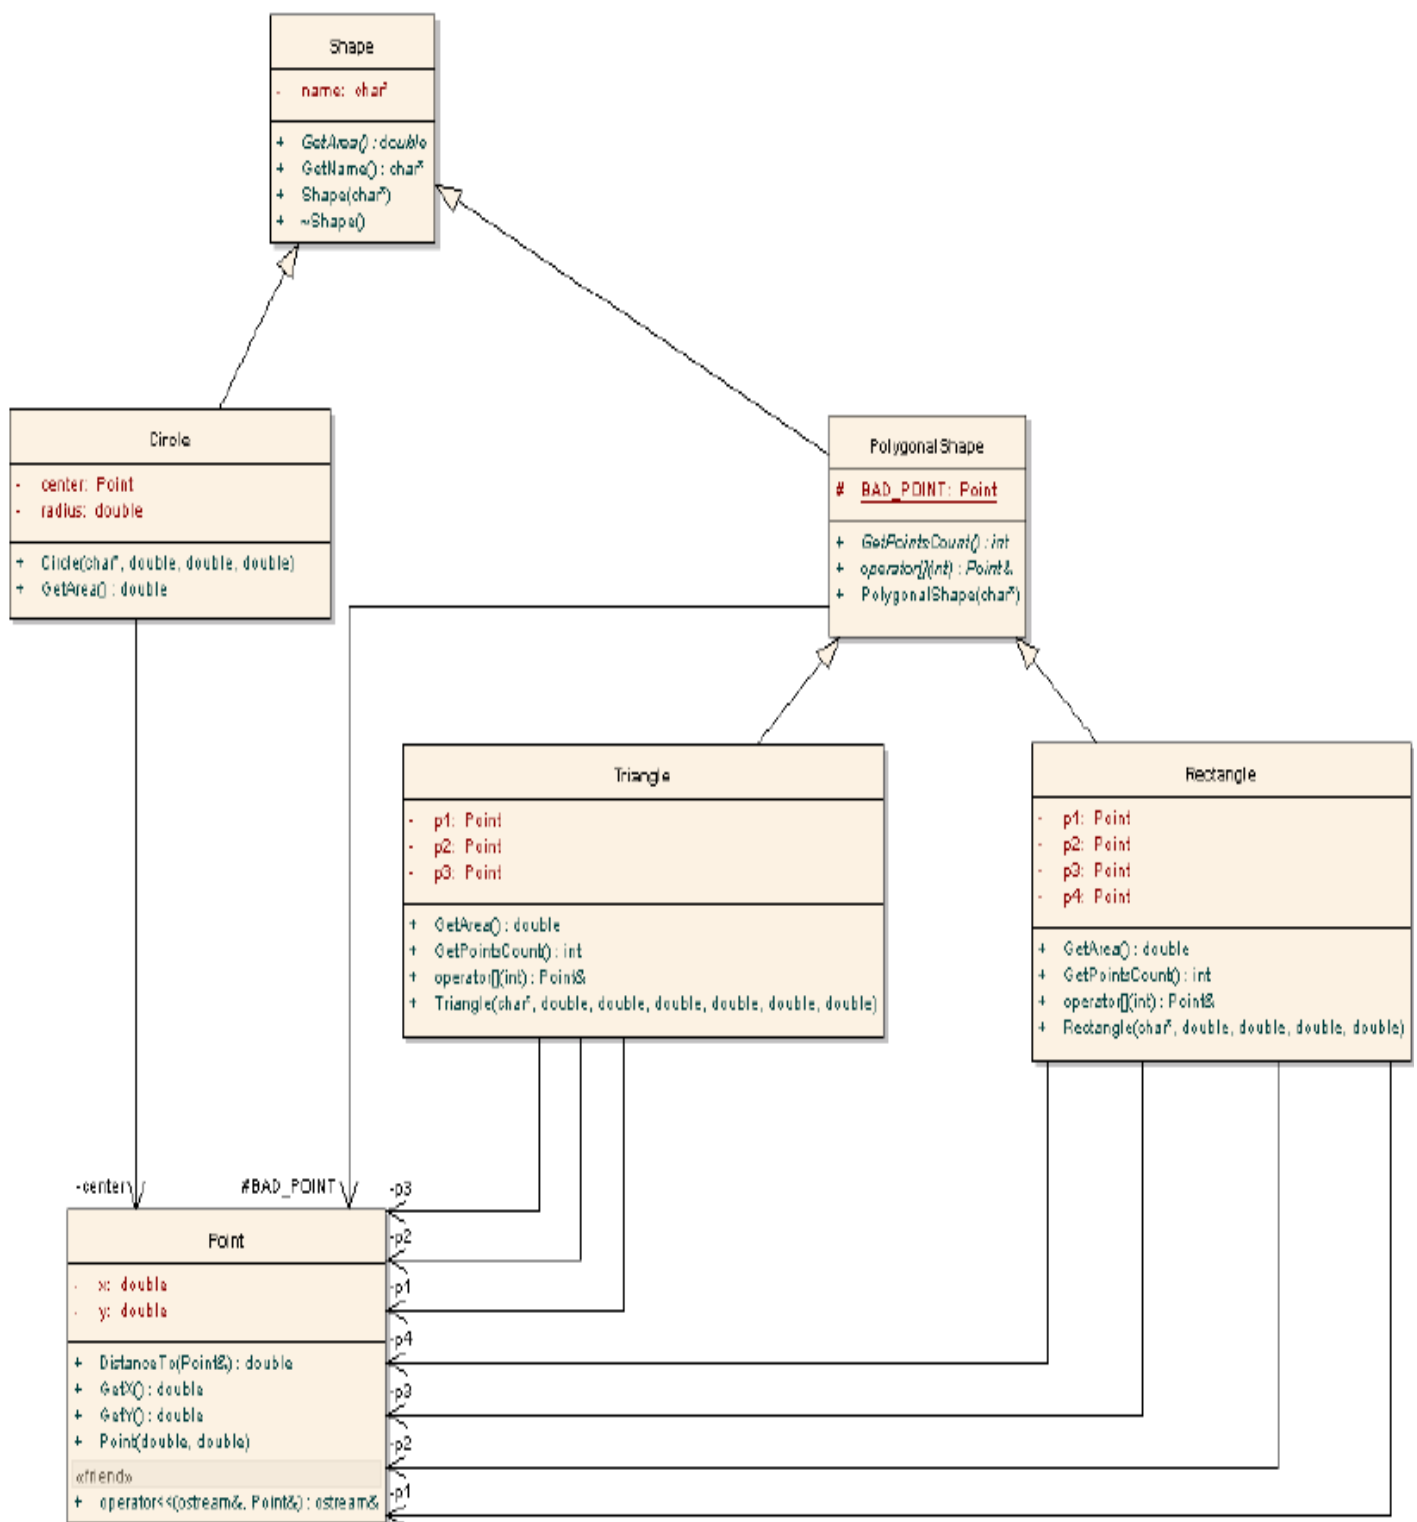 Shape
- name: char*
+ GetArea() : double
+ GetName() : char*
+ Shape(char*)
+ ~Shape()
Circle
- center: Point
- radius: double
+ Circle(char*, double, double, double)
+ GetArea() : double
PolygonalShape
# BAD_POINT: Point
+ GetPointsCount() : int
+ operator[](int) : Point&
+ PolygonalShape(char*)
Triangle
- p1: Point
- p2: Point
- p3: Point
+ GetArea() : double
+ GetPointsCount() : int
+ operator[](int) : Point&
+ Triangle(char*, double, double, double, double, double, double)
Rectangle
- p1: Point
- p2: Point
- p3: Point
- p4: Point
+ GetArea() : double
+ GetPointsCount() : int
+ operator[](int) : Point&
+ Rectangle(char*, double, double, double, double)
-center
#BAD_POINT
-p3
-p2
-p1
-p4
-p3
-p2
-p1
Point
- x: double
- y: double
+ DistanceTo(Point&) : double
+ GetX() : double
+ GetY() : double
+ Point(double, double)
«friend»
+ operator<<(ostream&, Point&) : ostream&